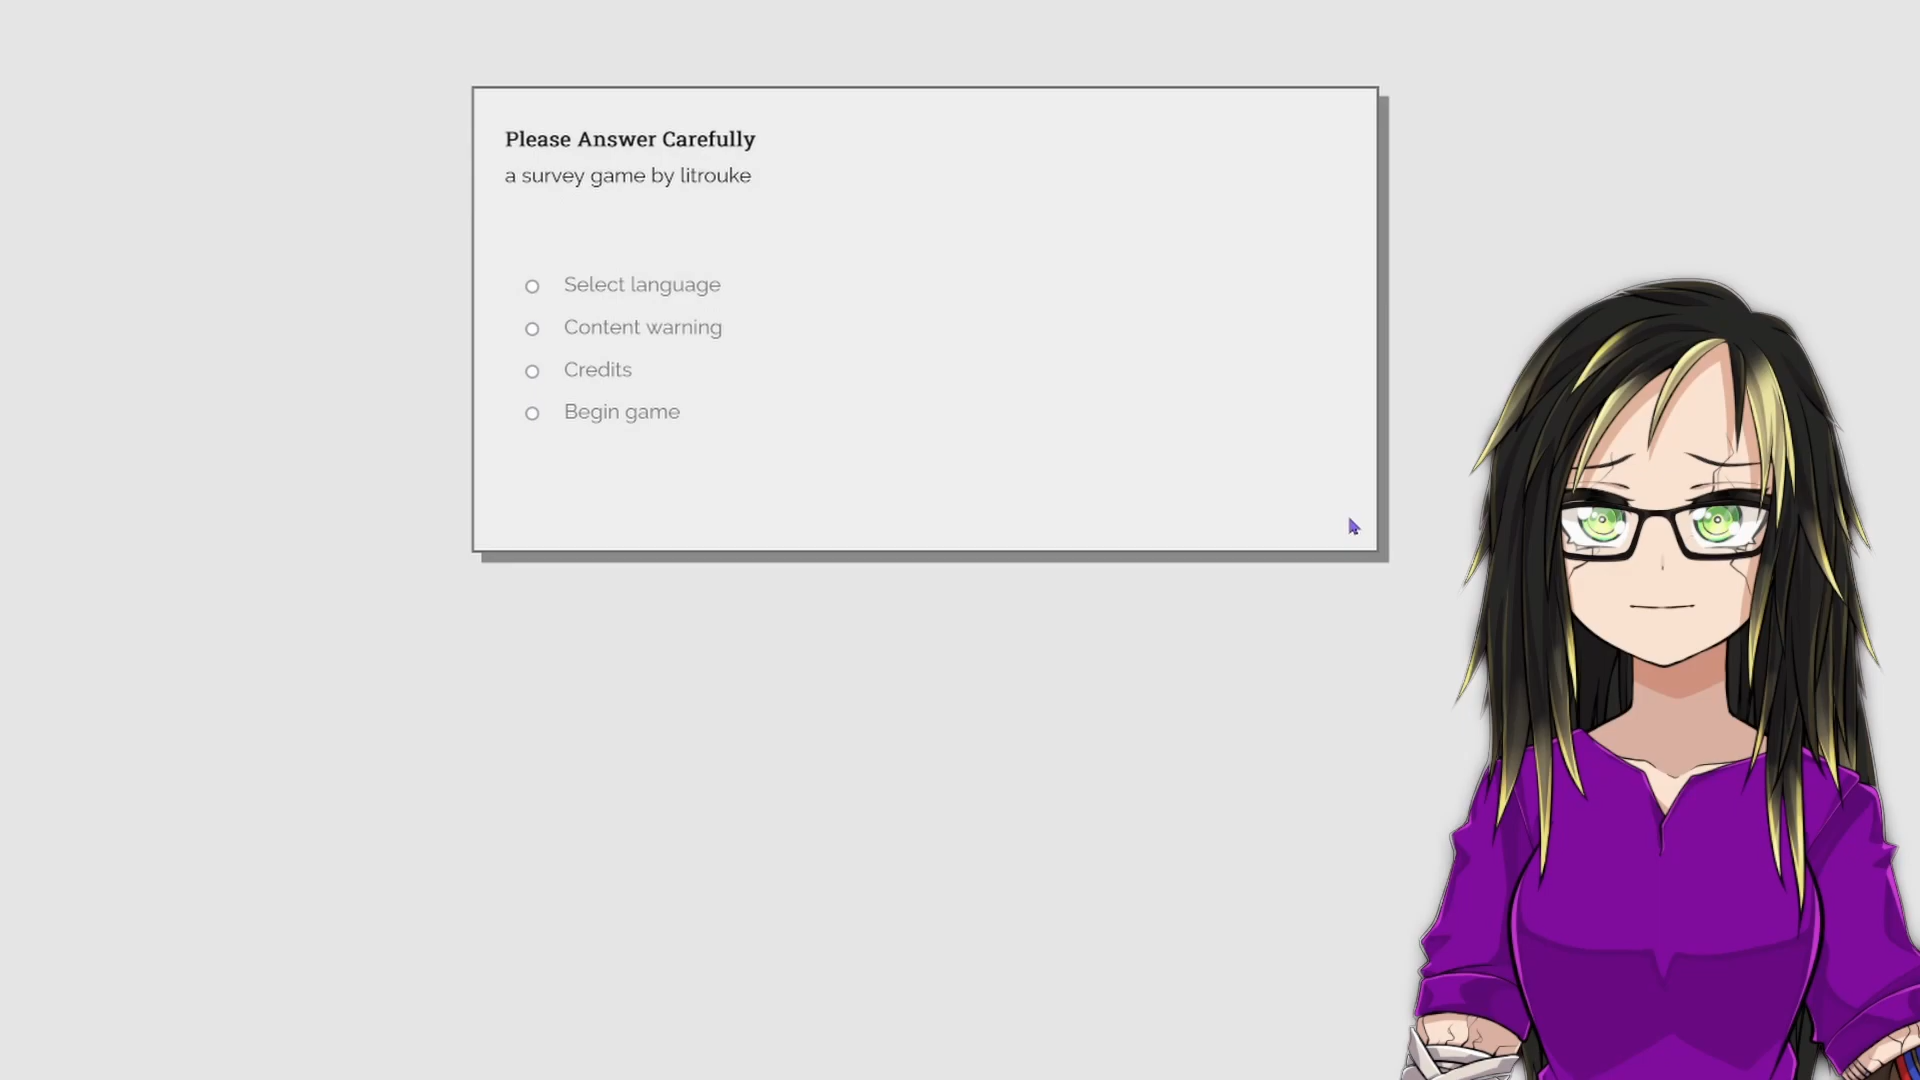 Please Answer Carefully
a survey game by litrouke
Select language
Content warning
Credits
Begin game